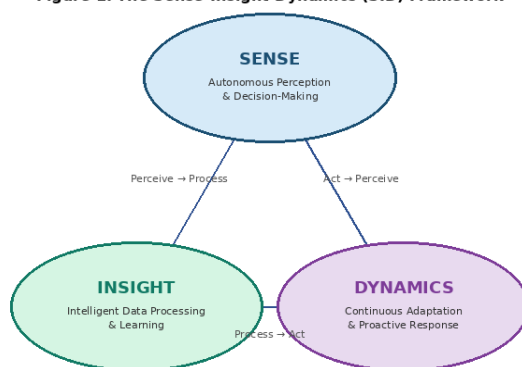 SENSE
Autonomous Perception
& Decision-Making
Perceive → Process
Act → Perceive
INSIGHT
Intelligent Data Processing
& Learning
DYNAMICS
Continuous Adaptation
& Proactive Response
Process → Act